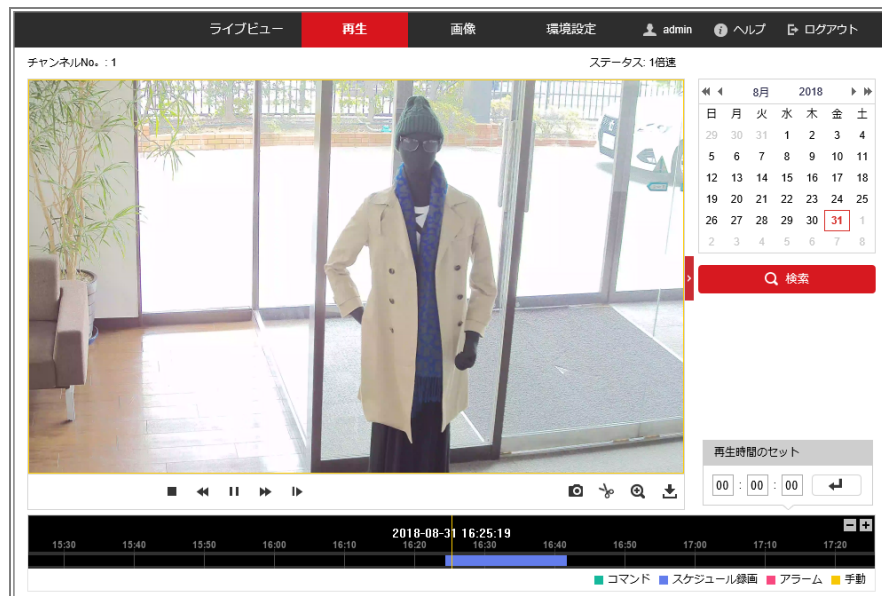 ライブビュー 再生 画像 環境設定 admin ヘルプ ログアウト
チャンネルNo。: 1 ステータス: 1倍速
8月 2018
日 月 火 水 木 金 土
29 30 31 1 2 3 4
5 6 7 8 9 10 11
12 13 14 15 16 17 18
19 20 21 22 23 24 25
26 27 28 29 30 31 1
2 3 4 5 6 7 8
検索
再生時間のセット
00 : 00 : 00
2018-08-31 16:25:19
15:30 15:40 15:50 16:00 16:10 16:20 16:30 16:40 16:50 17:00 17:10 17:20
コマンド スケジュール録画 アラーム 手動